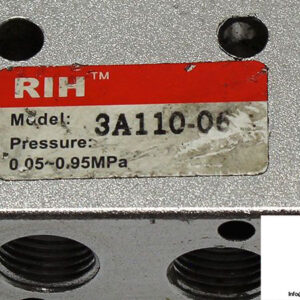 RIH™
Model: 3A110-06
Pressure:
0.05~0.95MPa